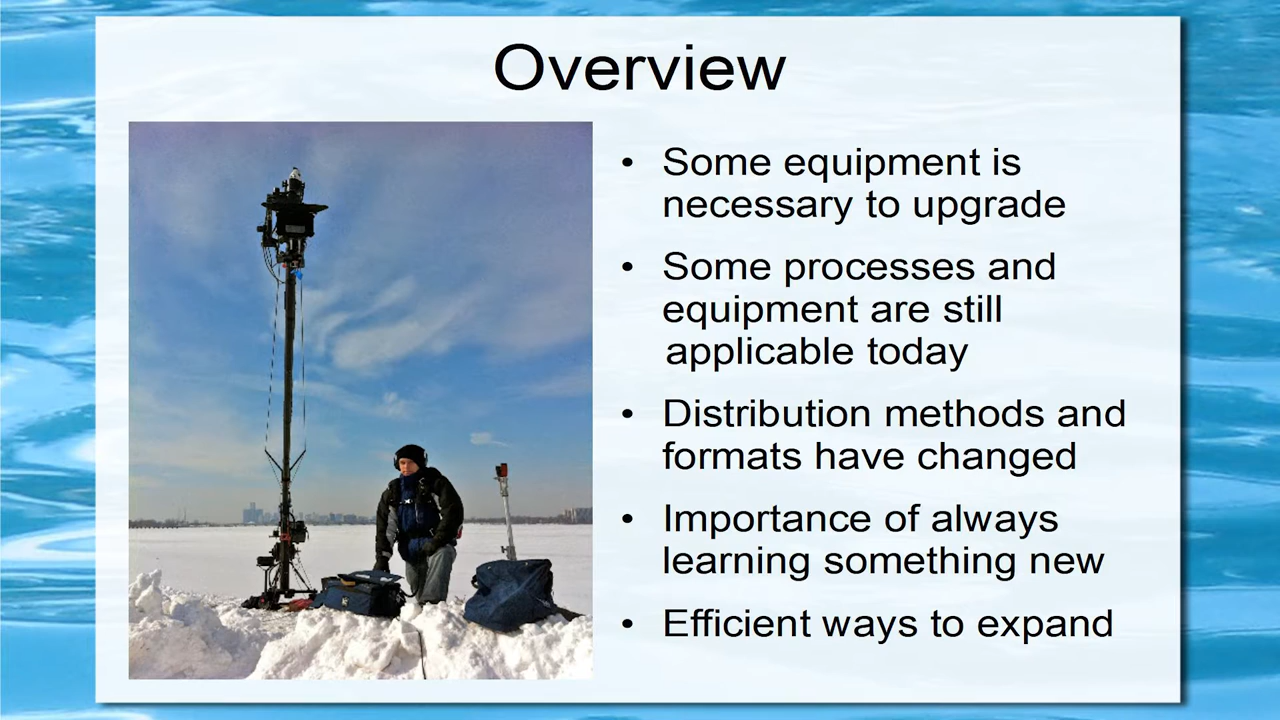 Overview
• Some equipment is
necessary to upgrade
• Some processes and
equipment are still
applicable today
• Distribution methods and
formats have changed
• Importance of always
learning something new
• Efficient ways to expand